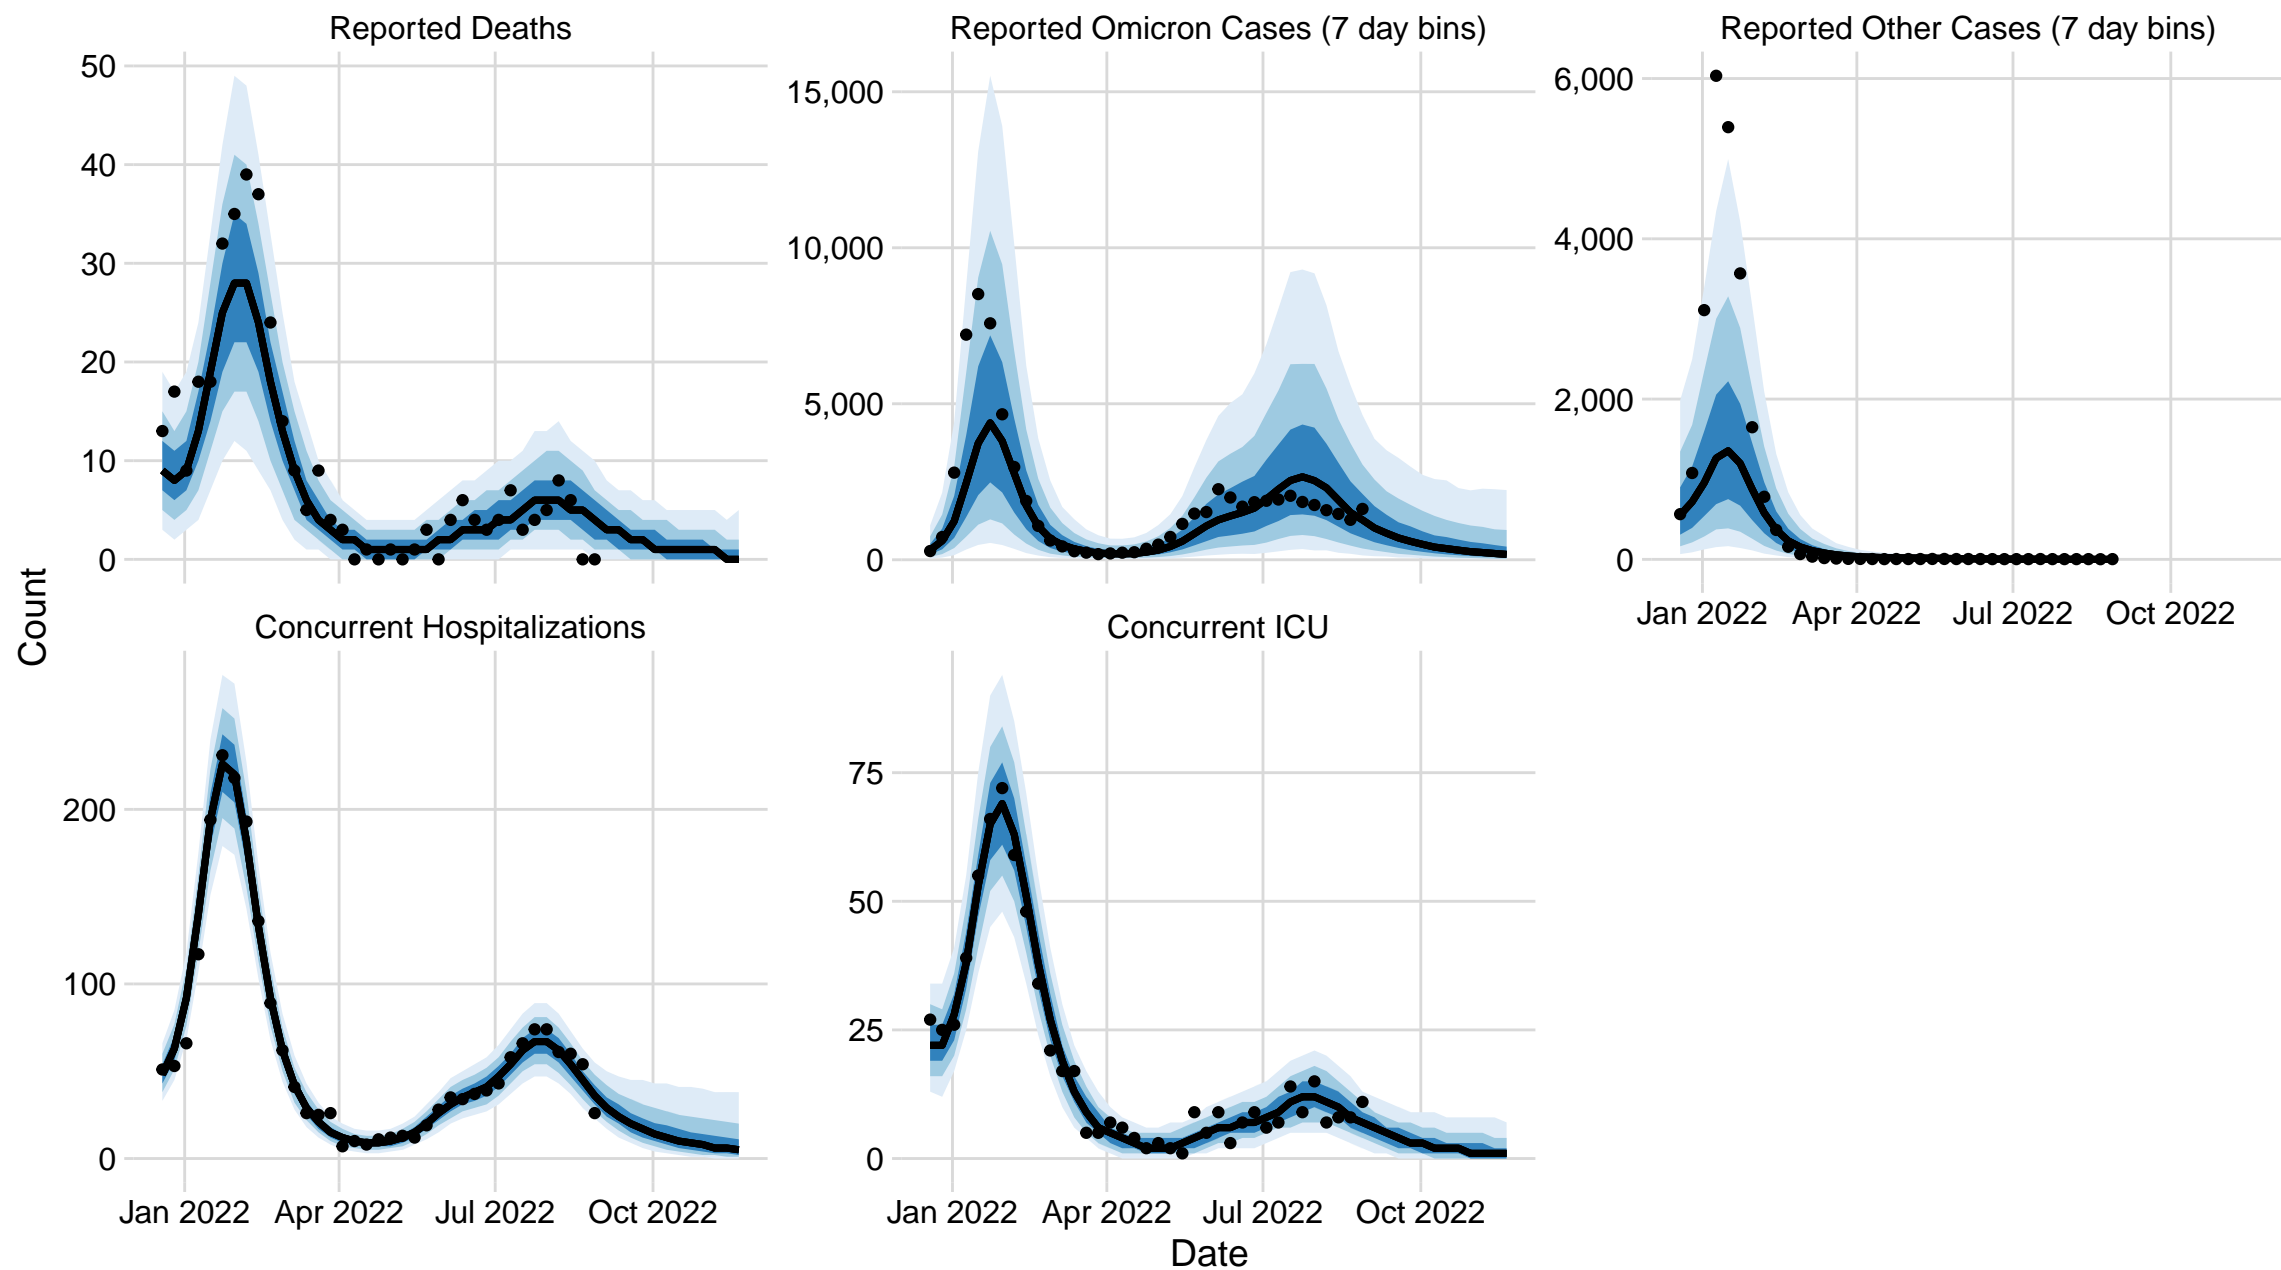 Reported Deaths
Reported Omicron Cases (7 day bins)
Reported Other Cases (7 day bins)
50
40
30
20
10
0
15,000
10,000
5,000
0
6,000
4,000
2,000
0
Jan 2022 Apr 2022 Jul 2022 Oct 2022
Count
Concurrent Hospitalizations
Concurrent ICU
200
100
0
75
50
25
0
Jan 2022 Apr 2022 Jul 2022 Oct 2022
Jan 2022 Apr 2022 Jul 2022 Oct 2022
Date